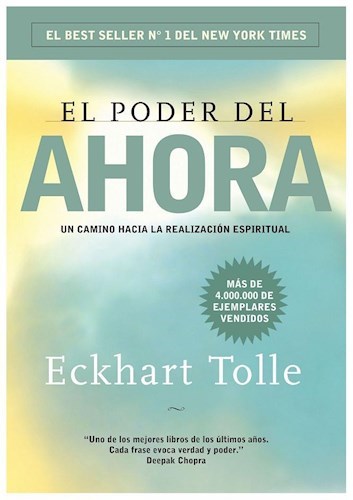 EL BEST SELLER Nº 1 DEL NEW YORK TIMES
EL PODER DEL
AHORA
UN CAMINO HACIA LA REALIZACIÓN ESPIRITUAL
MÁS DE
4.000.000 DE
EJEMPLARES
VENDIDOS
Eckhart Tolle
"Uno de los mejores libros de los últimos años.
Cada frase evoca verdad y poder."
Deepak Chopra